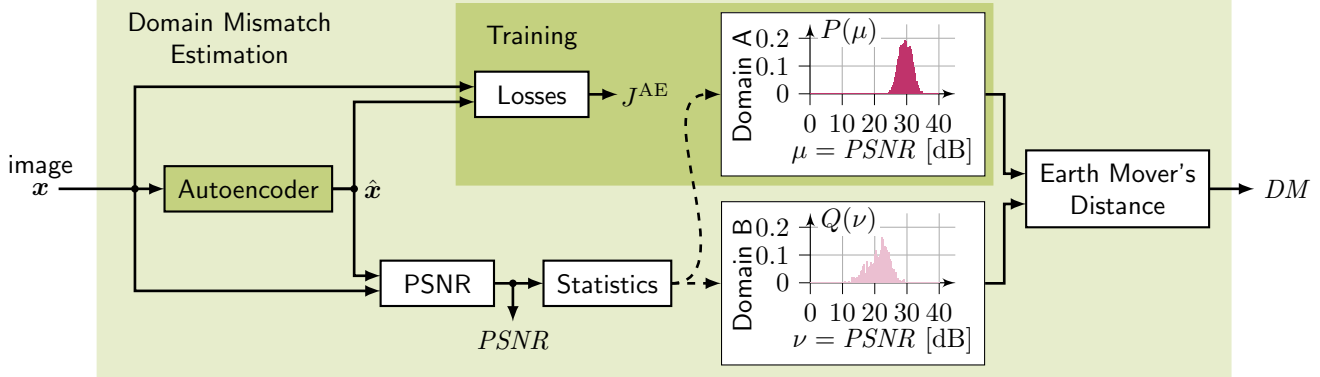 Domain Mismatch
Estimation
Training
Losses
J^AE
image
x
Autoencoder
x̂
PSNR
PSNR
Statistics
Domain A
P(μ)
0.2
0.1
0
0 10 20 30 40
μ = PSNR [dB]
Domain B
Q(ν)
0.2
0.1
0
0 10 20 30 40
ν = PSNR [dB]
Earth Mover's
Distance
DM